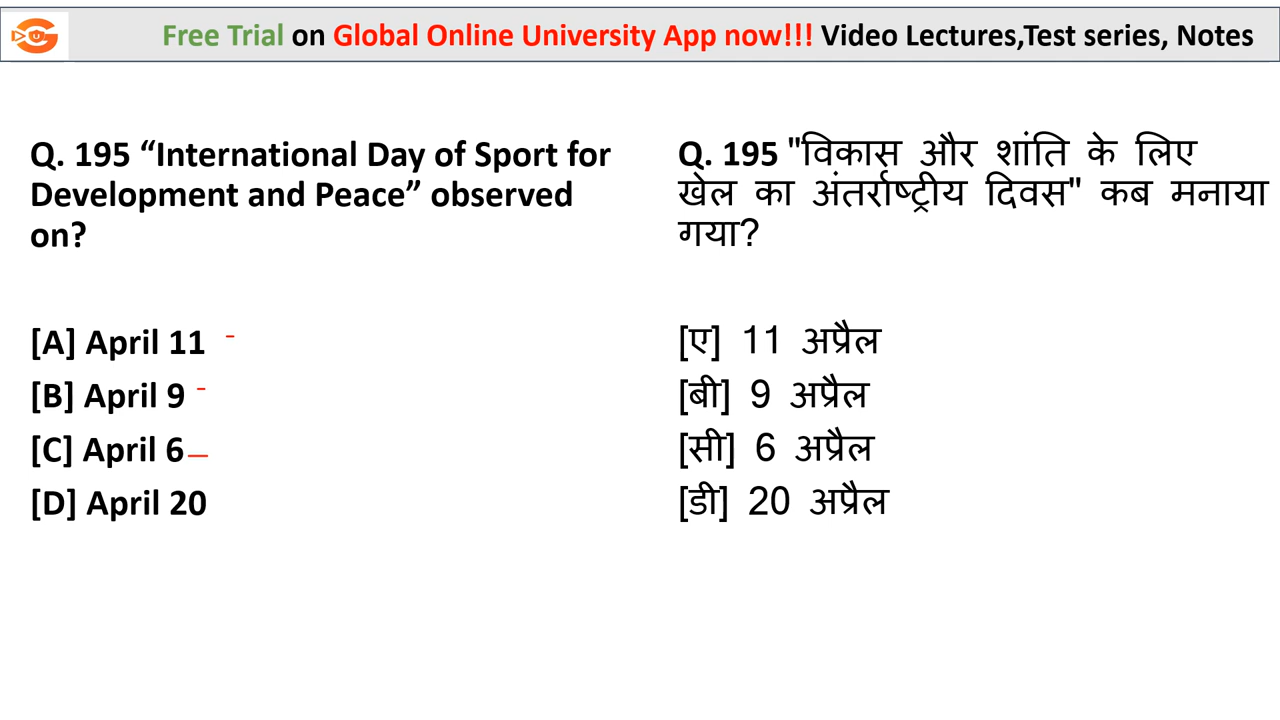 Free Trial on Global Online University App now!!! Video Lectures,Test series, Notes
Q. 195 “International Day of Sport for
Development and Peace” observed
on?
[A] April 11
[B] April 9
[C] April 6
[D] April 20
Q. 195 "विकास और शांति के लिए
खेल का अंतर्राष्ट्रीय दिवस" कब मनाया
गया?
[ए] 11 अप्रैल
[बी] 9 अप्रैल
[सी] 6 अप्रैल
[डी] 20 अप्रैल